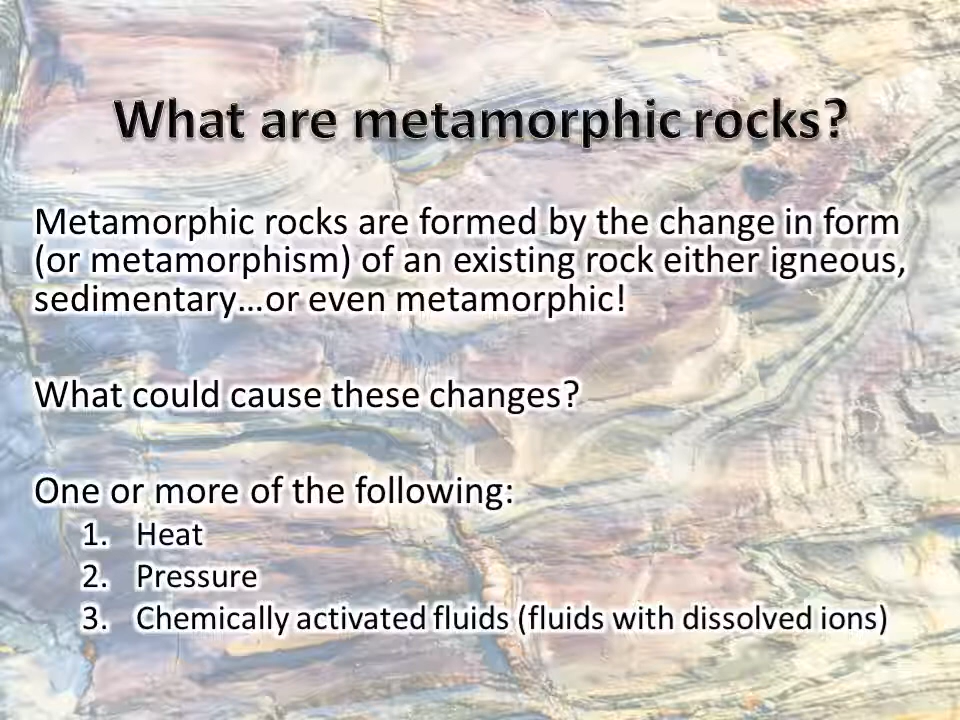 What are metamorphic rocks?
Metamorphic rocks are formed by the change in form
(or metamorphism) of an existing rock either igneous,
sedimentary…or even metamorphic!
What could cause these changes?
One or more of the following:
1. Heat
2. Pressure
3. Chemically activated fluids (fluids with dissolved ions)